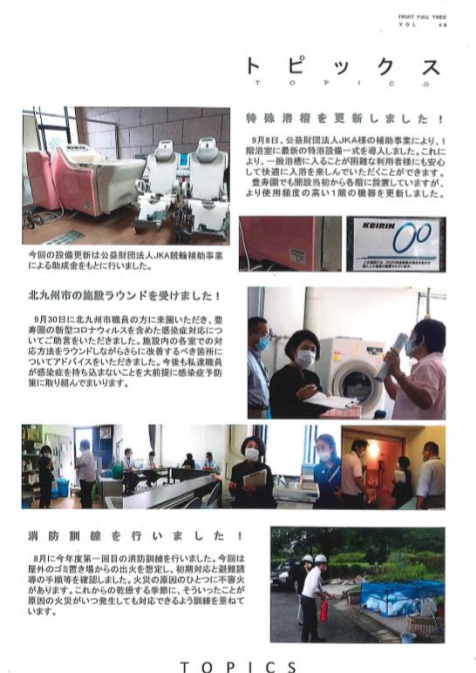 FRUIT FULL TREE
VOL 48
トピックス
TOPICS
特殊浴槽を更新しました！
9月8日、公益財団法人JKA様の補助事業により、1
階浴室に最新の特浴設備一式を導入しました。これに
より、一般浴槽に入ることが困難な利用者様にも安心
して快適に入浴を楽しんでいただくことができます。
豊寿園でも開設当初から各階に設置していますが、
より使用頻度の高い1階の機器を更新しました。
今回の設備更新は公益財団法人JKA競輪補助事業
による助成金をもとに行いました。
KEIRIN
北九州市の施設ラウンドを受けました！
9月30日に北九州市職員の方に来園いただき、豊
寿園の新型コロナウィルスを含めた感染症対応につ
いてご助言をいただきました。施設内の各室での対
応方法をラウンドしながらさらに改善するべき箇所に
ついてアドバイスをいただきました。今後も私達職員
が感染症を持ち込まないことを大前提に感染症予防
策に取り組んでまいります。
消防訓練を行いました！
8月に今年度第一回目の消防訓練を行いました。今回は
屋外のゴミ置き場からの出火を想定し、初期対応と避難誘
導の手順等を確認しました。火災の原因のひとつに不審火
があります。これからの乾燥する季節に、そういったことが
原因の火災がいつ発生しても対応できるよう訓練を重ねて
います。
TOPICS